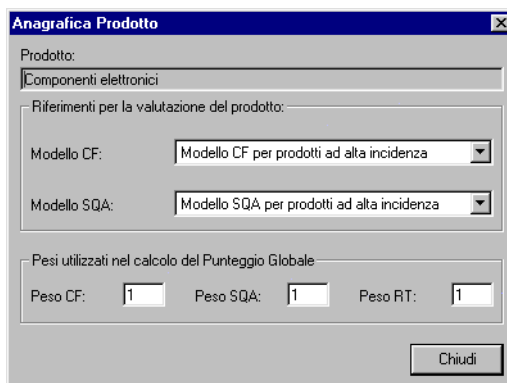 Anagrafica Prodotto
Prodotto:
Componenti elettronici
Riferimenti per la valutazione del prodotto:
Modello CF: Modello CF per prodotti ad alta incidenza
Modello SQA: Modello SQA per prodotti ad alta incidenza
Pesi utilizzati nel calcolo del Punteggio Globale
Peso CF: 1 Peso SQA: 1 Peso RT: 1
Chiudi